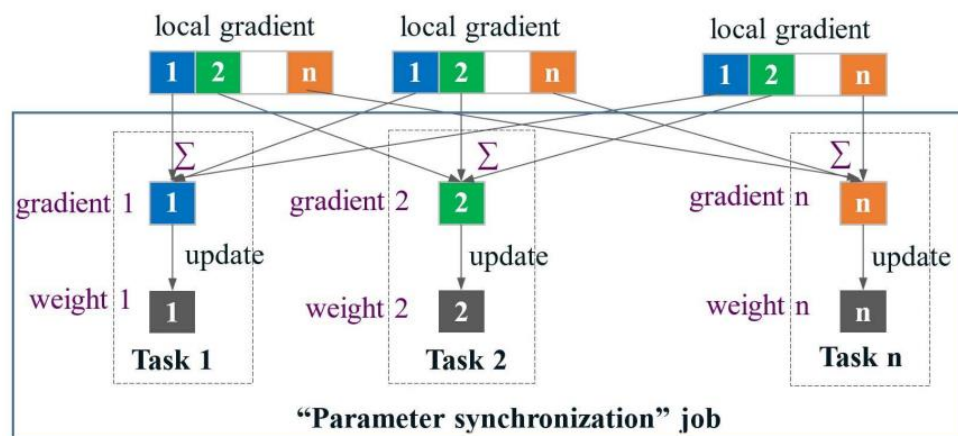 local gradient local gradient local gradient
1 2 n 1 2 n 1 2 n
∑ ∑ ∑
gradient 1 1 gradient 2 2 gradient n n
update update update
weight 1 1 weight 2 2 weight n n
Task 1 Task 2 Task n
“Parameter synchronization” job